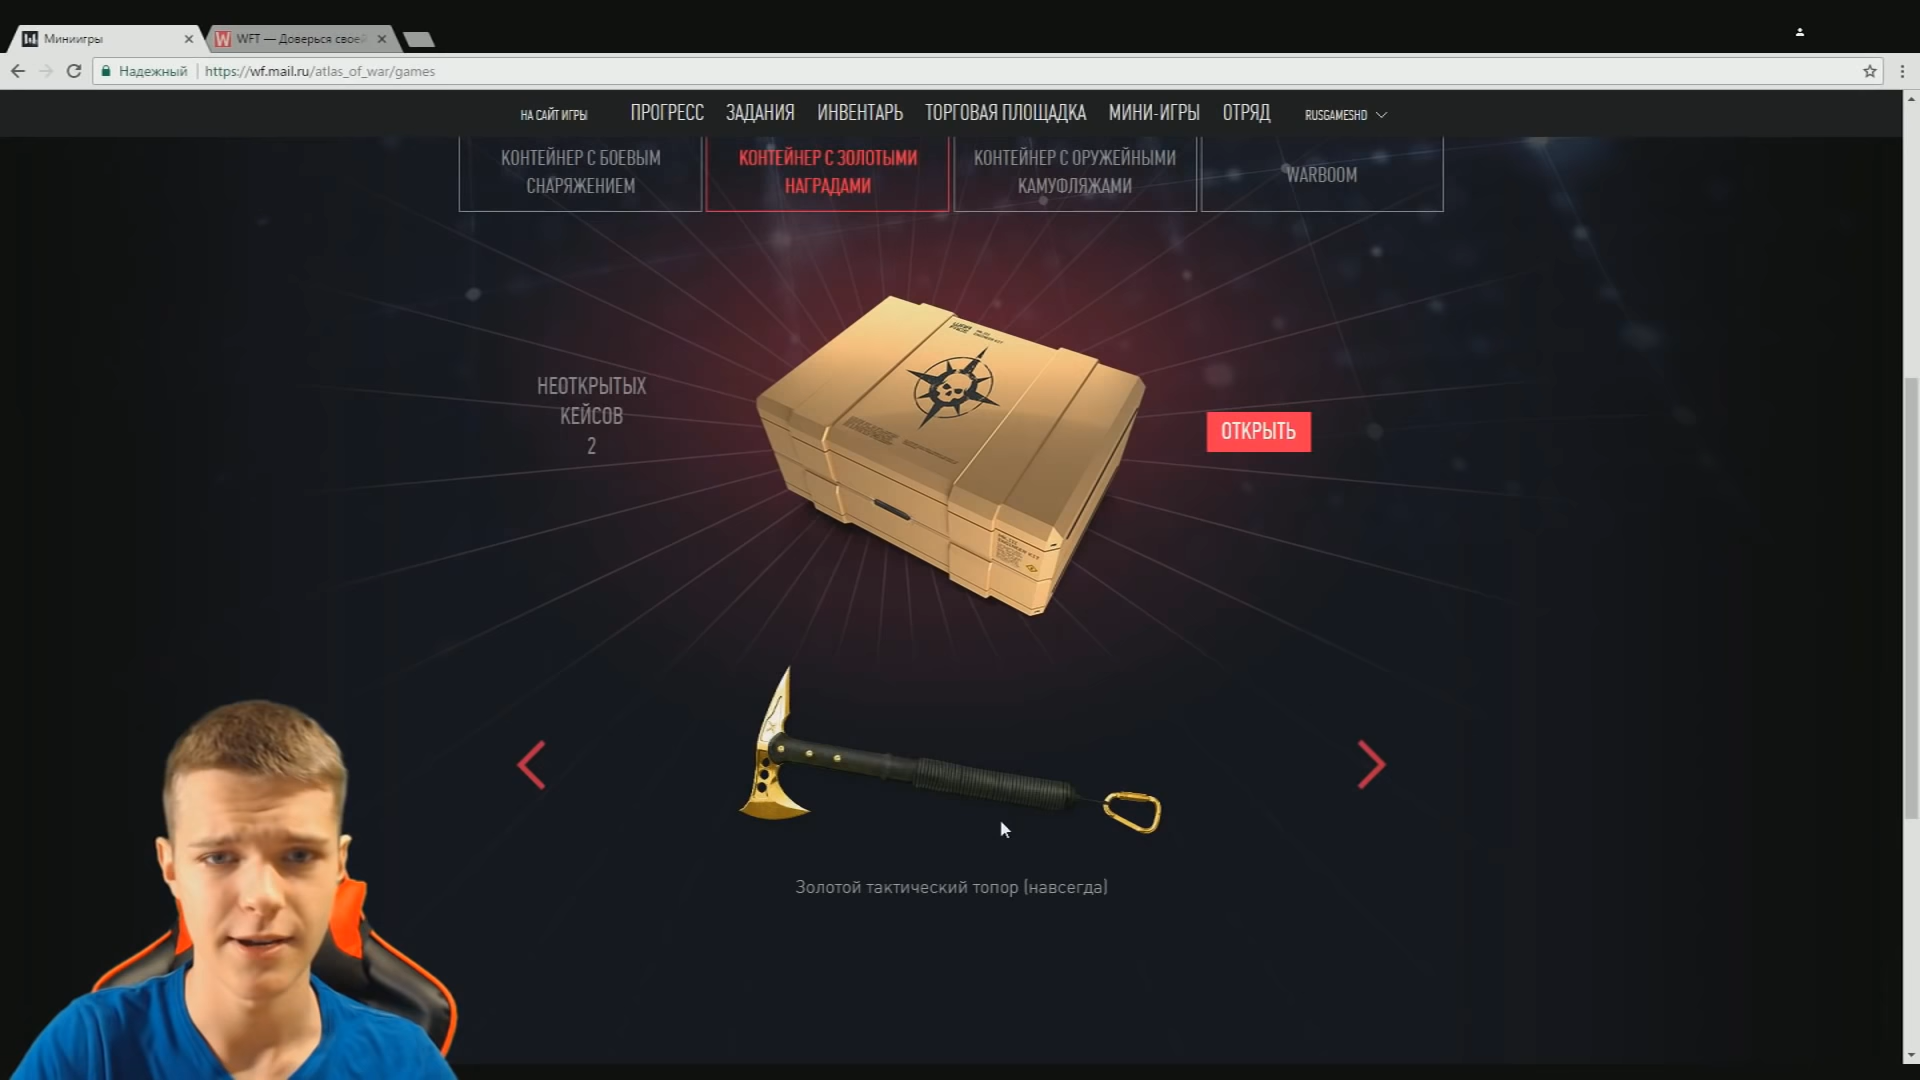 Миниигры
WFT — Доверься своей
Надежный
https://wf.mail.ru/atlas_of_war/games
НА САЙТ ИГРЫ
ПРОГРЕСС
ЗАДАНИЯ
ИНВЕНТАРЬ
ТОРГОВАЯ ПЛОЩАДКА
МИНИ-ИГРЫ
ОТРЯД
RUSGAMESHD
КОНТЕЙНЕР С БОЕВЫМ
СНАРЯЖЕНИЕМ
КОНТЕЙНЕР С ЗОЛОТЫМИ
НАГРАДАМИ
КОНТЕЙНЕР С ОРУЖЕЙНЫМИ
КАМУФЛЯЖАМИ
WARBOOM
НЕОТКРЫТЫХ
КЕЙСОВ
2
ОТКРЫТЬ
Золотой тактический топор (навсегда)